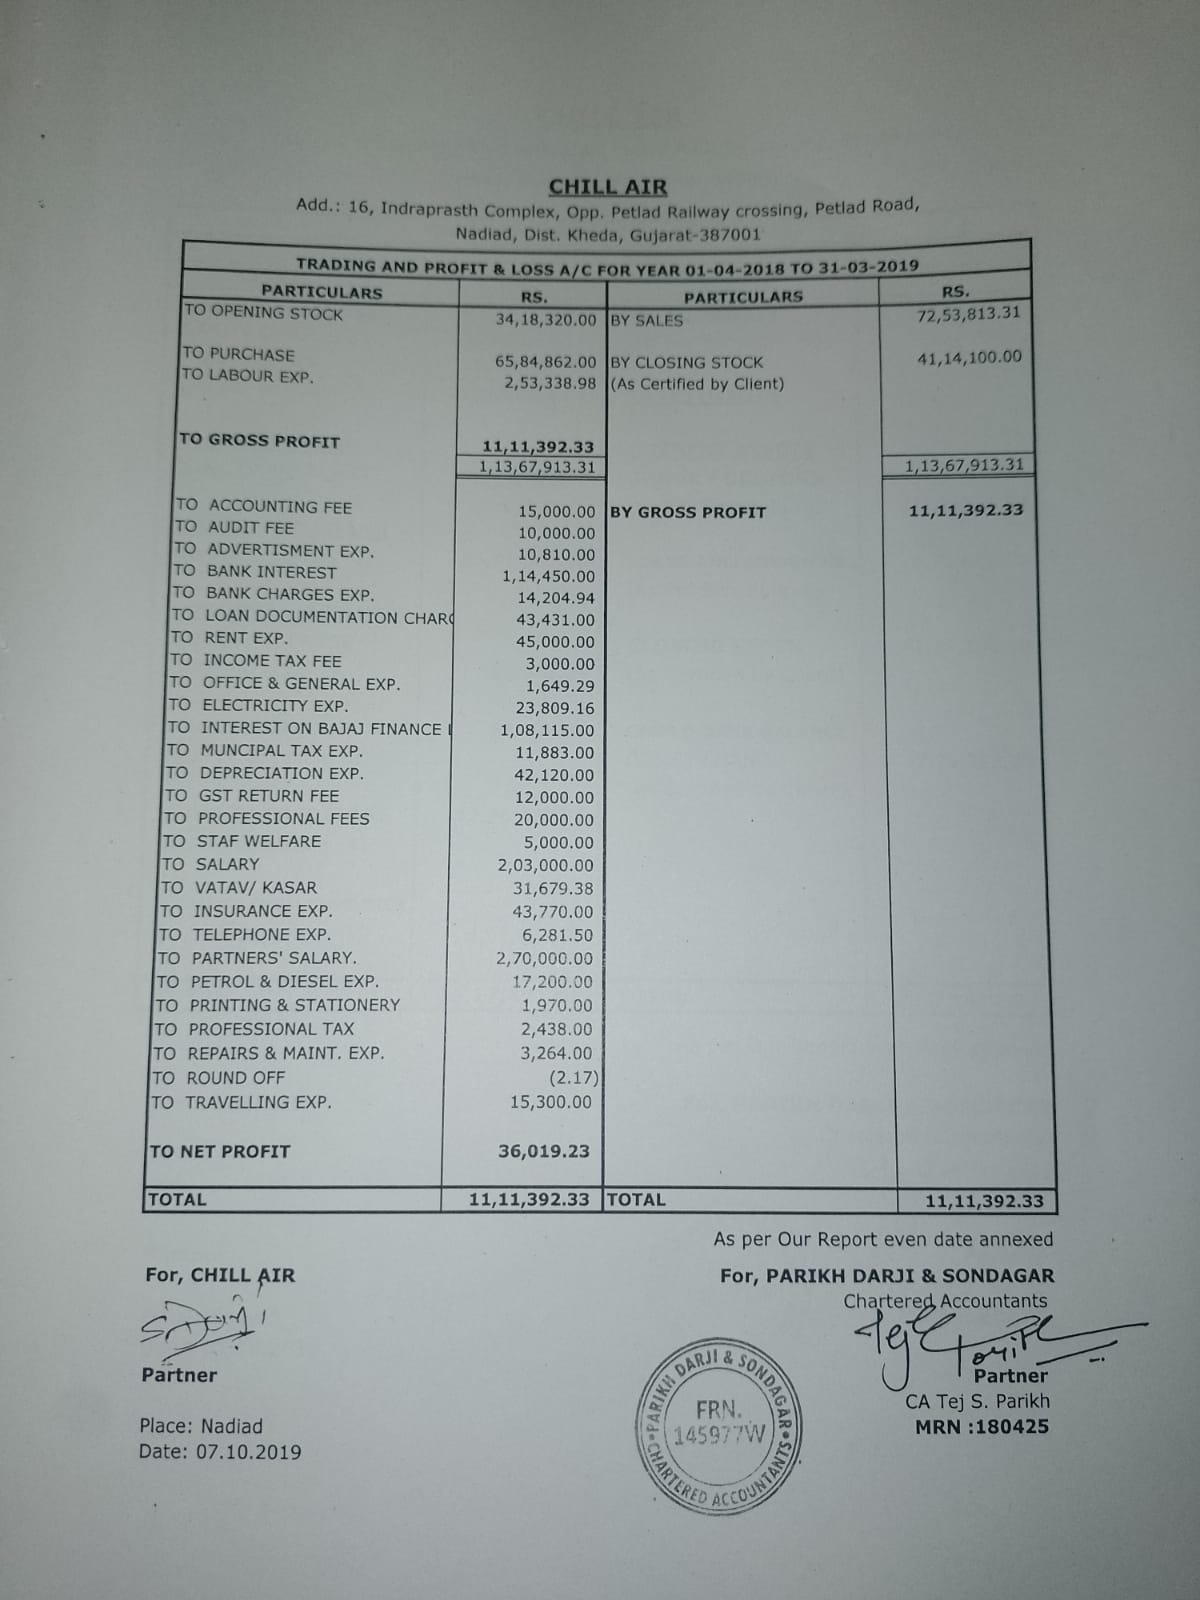 CHILL AIR
Add.: 16, Indraprasth Complex, Opp. Petlad Railway crossing, Petlad Road,
Nadiad, Dist. Kheda, Gujarat-387001
TRADING AND PROFIT & LOSS A/C FOR YEAR 01-04-2018 TO 31-03-2019
PARTICULARS RS. PARTICULARS RS.
TO OPENING STOCK 34,18,320.00 BY SALES 72,53,813.31
TO PURCHASE 65,84,862.00 BY CLOSING STOCK 41,14,100.00
TO LABOUR EXP. 2,53,338.98 (As Certified by Client)
TO GROSS PROFIT 11,11,392.33
1,13,67,913.31 1,13,67,913.31
TO ACCOUNTING FEE 15,000.00 BY GROSS PROFIT 11,11,392.33
TO AUDIT FEE 10,000.00
TO ADVERTISMENT EXP. 10,810.00
TO BANK INTEREST 1,14,450.00
TO BANK CHARGES EXP. 14,204.94
TO LOAN DOCUMENTATION CHARG 43,431.00
TO RENT EXP. 45,000.00
TO INCOME TAX FEE 3,000.00
TO OFFICE & GENERAL EXP. 1,649.29
TO ELECTRICITY EXP. 23,809.16
TO INTEREST ON BAJAJ FINANCE L 1,08,115.00
TO MUNCIPAL TAX EXP. 11,883.00
TO DEPRECIATION EXP. 42,120.00
TO GST RETURN FEE 12,000.00
TO PROFESSIONAL FEES 20,000.00
TO STAF WELFARE 5,000.00
TO SALARY 2,03,000.00
TO VATAV/ KASAR 31,679.38
TO INSURANCE EXP. 43,770.00
TO TELEPHONE EXP. 6,281.50
TO PARTNERS' SALARY. 2,70,000.00
TO PETROL & DIESEL EXP. 17,200.00
TO PRINTING & STATIONERY 1,970.00
TO PROFESSIONAL TAX 2,438.00
TO REPAIRS & MAINT. EXP. 3,264.00
TO ROUND OFF (2.17)
TO TRAVELLING EXP. 15,300.00
TO NET PROFIT 36,019.23
TOTAL 11,11,392.33 TOTAL 11,11,392.33
As per Our Report even date annexed
For, CHILL AIR For, PARIKH DARJI & SONDAGAR
Chartered Accountants
Partner Partner
CA Tej S. Parikh
MRN :180425
Place: Nadiad
Date: 07.10.2019
PARIKH DARJI & SONDAGAR
FRN.
145977W
CHARTERED ACCOUNTANTS